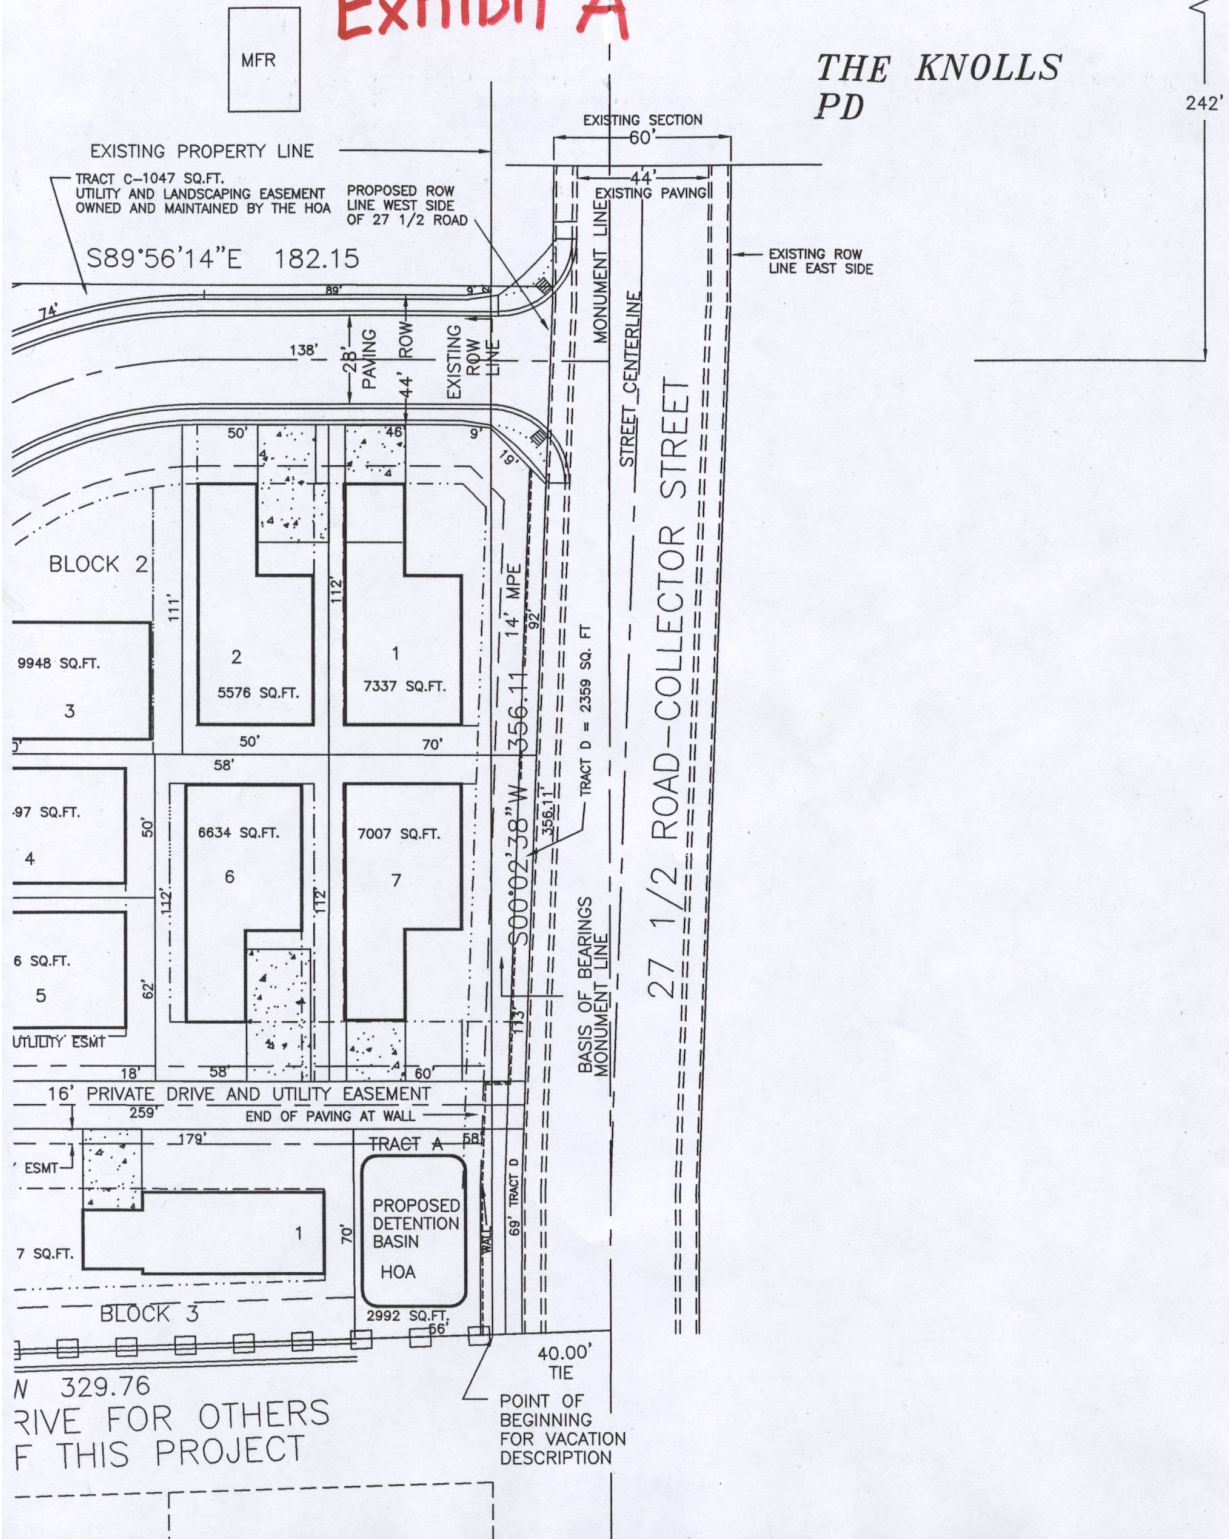 Exhibit A
MFR
THE KNOLLS
PD
242'
EXISTING SECTION
60'
EXISTING PROPERTY LINE
44'
EXISTING PAVING
TRACT C-1047 SQ.FT.
UTILITY AND LANDSCAPING EASEMENT
OWNED AND MAINTAINED BY THE HOA
PROPOSED ROW
LINE WEST SIDE
OF 27 1/2 ROAD
MONUMENT LINE
S89°56'14"E 182.15
EXISTING ROW
LINE EAST SIDE
89'
9'
74'
138'
28'
PAVING
44'
ROW
EXISTING
ROW
LINE
STREET CENTERLINE
50'
46'
9'
19'
BLOCK 2
111'
112'
14' MPE
92'
27 1/2 ROAD-COLLECTOR STREET
9948 SQ.FT.
3
2
5576 SQ.FT.
1
7337 SQ.FT.
TRACT D = 2359 SQ. FT
S00°02'38"W 356.11
356.11'
50'
70'
58'
97 SQ.FT.
4
50'
6634 SQ.FT.
6
7007 SQ.FT.
7
112'
112'
6 SQ.FT.
5
62'
BASIS OF BEARINGS
MONUMENT LINE
113'
UTLILITY ESMT
18'
58'
60'
16' PRIVATE DRIVE AND UTILITY EASEMENT
259'
END OF PAVING AT WALL
179'
TRACT A
58'
ESMT
PROPOSED
DETENTION
BASIN
HOA
70'
WALL
69' TRACT D
1
7 SQ.FT.
BLOCK 3
2992 SQ.FT.
56'
40.00'
TIE
N 329.76
RIVE FOR OTHERS
F THIS PROJECT
POINT OF
BEGINNING
FOR VACATION
DESCRIPTION